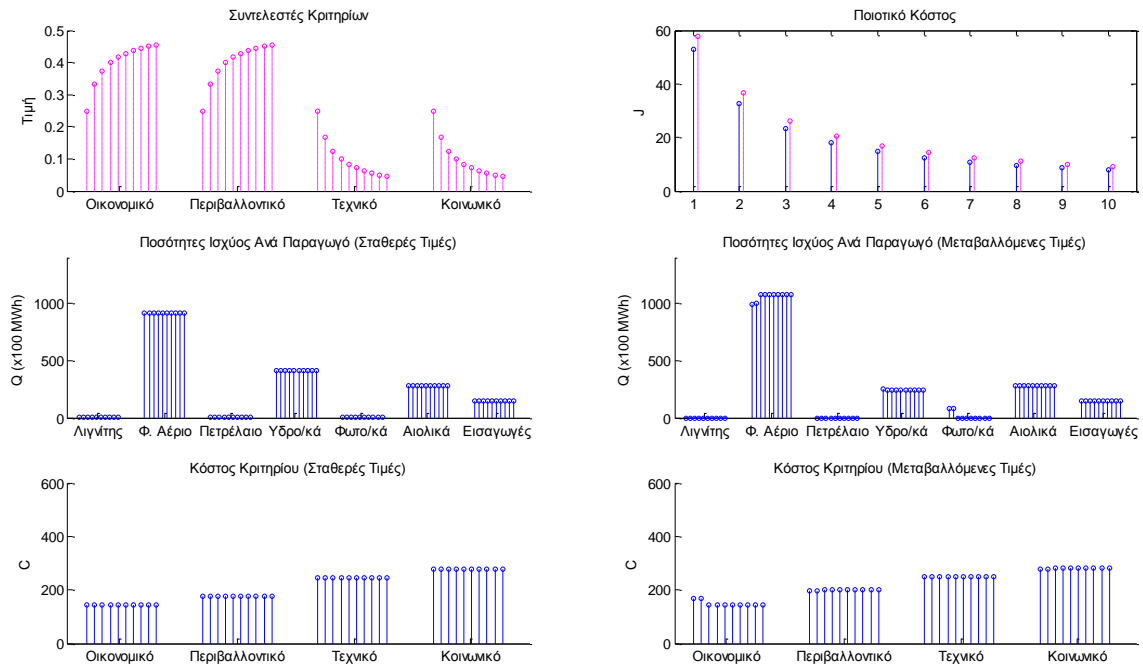 Συντελεστές Κριτηρίων
Τιμή
0.5
0.4
0.3
0.2
0.1
0
Οικονομικό Περιβαλλοντικό Τεχνικό Κοινωνικό
Ποιοτικό Κόστος
J
60
40
20
0
1 2 3 4 5 6 7 8 9 10
Ποσότητες Ισχύος Ανά Παραγωγό (Σταθερές Τιμές)
Q (x100 MWh)
1000
500
0
Λιγνίτης Φ. Αέριο Πετρέλαιο Υδρο/κά Φωτο/κά Αιολικά Εισαγωγές
Ποσότητες Ισχύος Ανά Παραγωγό (Μεταβαλλόμενες Τιμές)
Q (x100 MWh)
1000
500
0
Λιγνίτης Φ. Αέριο Πετρέλαιο Υδρο/κά Φωτο/κά Αιολικά Εισαγωγές
Κόστος Κριτηρίου (Σταθερές Τιμές)
C
600
400
200
0
Οικονομικό Περιβαλλοντικό Τεχνικό Κοινωνικό
Κόστος Κριτηρίου (Μεταβαλλόμενες Τιμές)
C
600
400
200
0
Οικονομικό Περιβαλλοντικό Τεχνικό Κοινωνικό